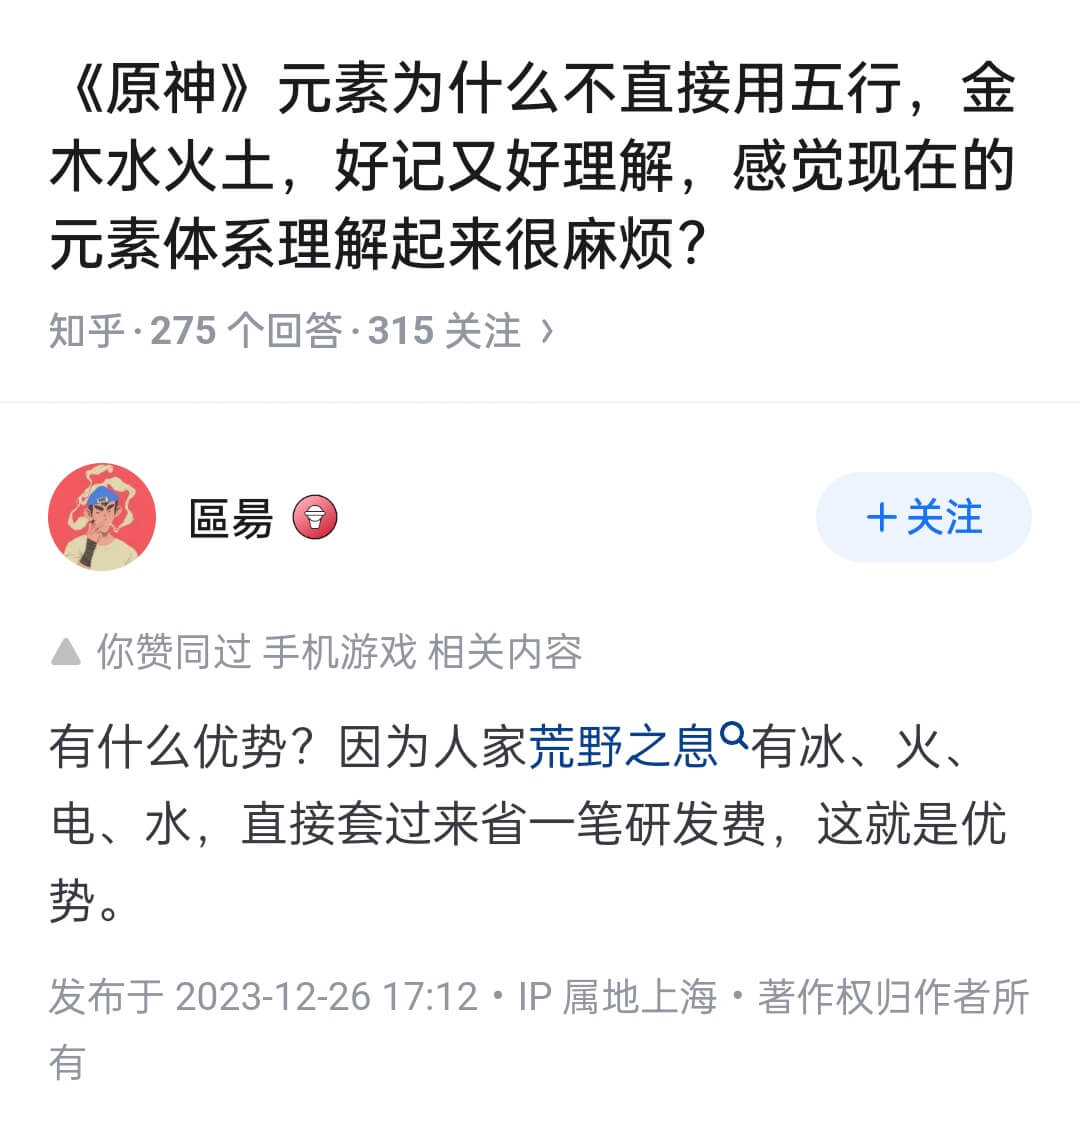 《原神》元素为什么不直接用五行，金
木水火土，好记又好理解，感觉现在的
元素体系理解起来很麻烦？
知乎·275 个回答·315 关注 ›
區昜
＋关注
你赞同过 手机游戏 相关内容
有什么优势？因为人家荒野之息有冰、火、
电、水，直接套过来省一笔研发费，这就是优
势。
发布于 2023-12-26 17:12 · IP 属地上海 · 著作权归作者所
有